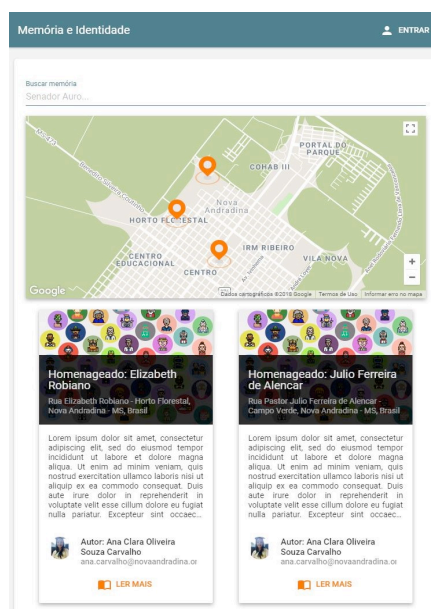 Memória e Identidade
ENTRAR
Buscar memória
Senador Auro...
MS-473
PORTAL DO
PARQUE
COHAB III
Nova
Andradina
HORTO FLORESTAL
IRM RIBEIRO
CENTRO
EDUCACIONAL
VILA NOVA
CENTRO
Google
Dados cartográficos ©2018 Google
Termos de Uso
Informar erro no mapa
Homenageado: Elizabeth
Robiano
Rua Elizabeth Robiano - Horto Florestal,
Nova Andradina - MS, Brasil
Lorem ipsum dolor sit amet, consectetur
adipiscing elit, sed do eiusmod tempor
incididunt ut labore et dolore magna
aliqua. Ut enim ad minim veniam, quis
nostrud exercitation ullamco laboris nisi ut
aliquip ex ea commodo consequat. Duis
aute irure dolor in reprehenderit in
voluptate velit esse cillum dolore eu fugiat
nulla pariatur. Excepteur sint occaec...
Autor: Ana Clara Oliveira
Souza Carvalho
ana.carvalho@novaandradina.or
LER MAIS
Homenageado: Julio Ferreira
de Alencar
Rua Pastor Julio Ferreira de Alencar -
Campo Verde, Nova Andradina - MS, Brasil
Lorem ipsum dolor sit amet, consectetur
adipiscing elit, sed do eiusmod tempor
incididunt ut labore et dolore magna
aliqua. Ut enim ad minim veniam, quis
nostrud exercitation ullamco laboris nisi ut
aliquip ex ea commodo consequat. Duis
aute irure dolor in reprehenderit in
voluptate velit esse cillum dolore eu fugiat
nulla pariatur. Excepteur sint occaec...
Autor: Ana Clara Oliveira
Souza Carvalho
ana.carvalho@novaandradina.or
LER MAIS